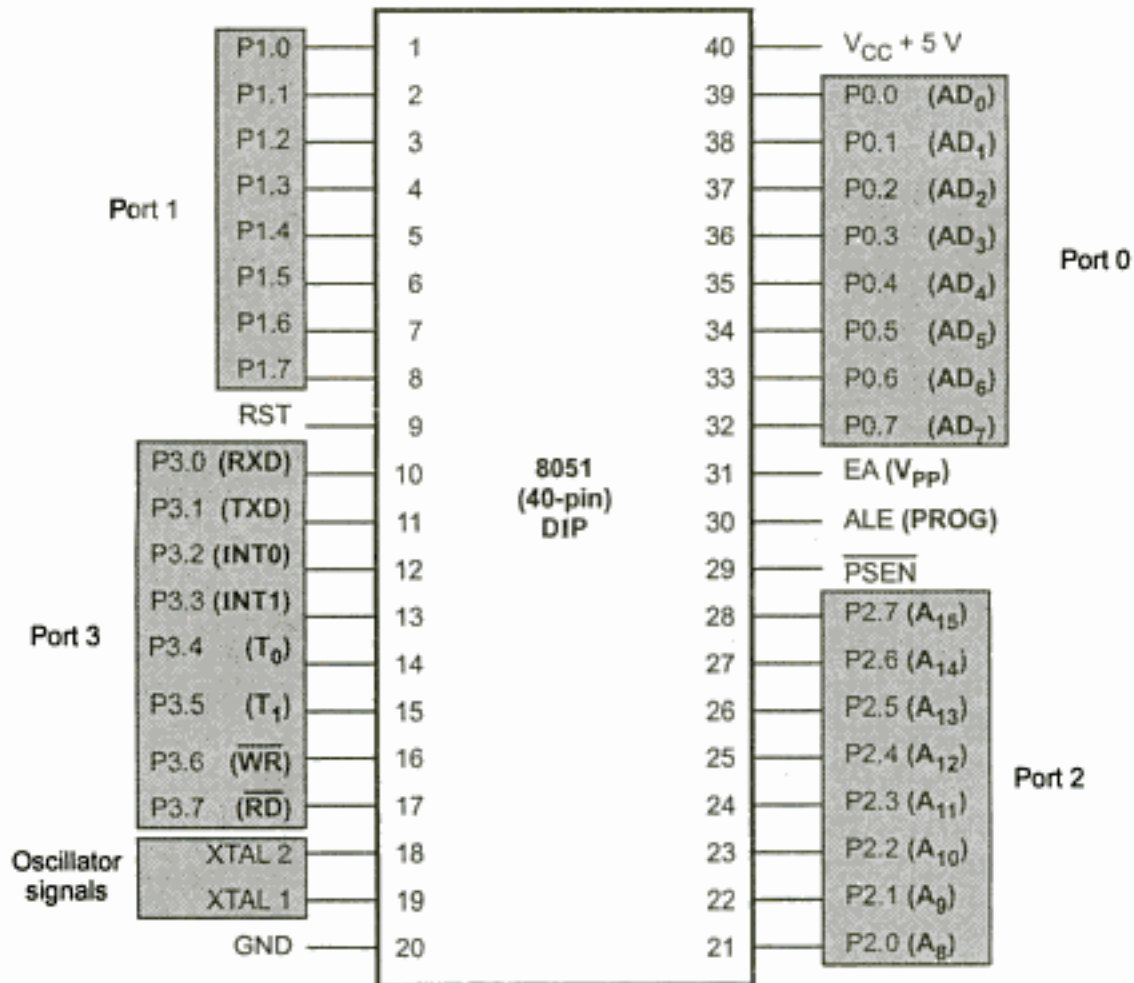 Port 1
P1.0 1
P1.1 2
P1.2 3
P1.3 4
P1.4 5
P1.5 6
P1.6 7
P1.7 8
RST 9
Port 3
P3.0 (RXD) 10
P3.1 (TXD) 11
P3.2 (INT0) 12
P3.3 (INT1) 13
P3.4 (T₀) 14
P3.5 (T₁) 15
P3.6 (W̅R̅) 16
P3.7 (R̅D̅) 17
Oscillator
signals
XTAL 2 18
XTAL 1 19
GND 20
8051
(40-pin)
DIP
40 V_CC + 5 V
39 P0.0 (AD₀)
38 P0.1 (AD₁)
37 P0.2 (AD₂)
36 P0.3 (AD₃)
35 P0.4 (AD₄)
34 P0.5 (AD₅)
33 P0.6 (AD₆)
32 P0.7 (AD₇)
Port 0
31 EA (V_PP)
30 ALE (PROG)
29 P̅S̅E̅N̅
28 P2.7 (A₁₅)
27 P2.6 (A₁₄)
26 P2.5 (A₁₃)
25 P2.4 (A₁₂)
24 P2.3 (A₁₁)
23 P2.2 (A₁₀)
22 P2.1 (A₉)
21 P2.0 (A₈)
Port 2